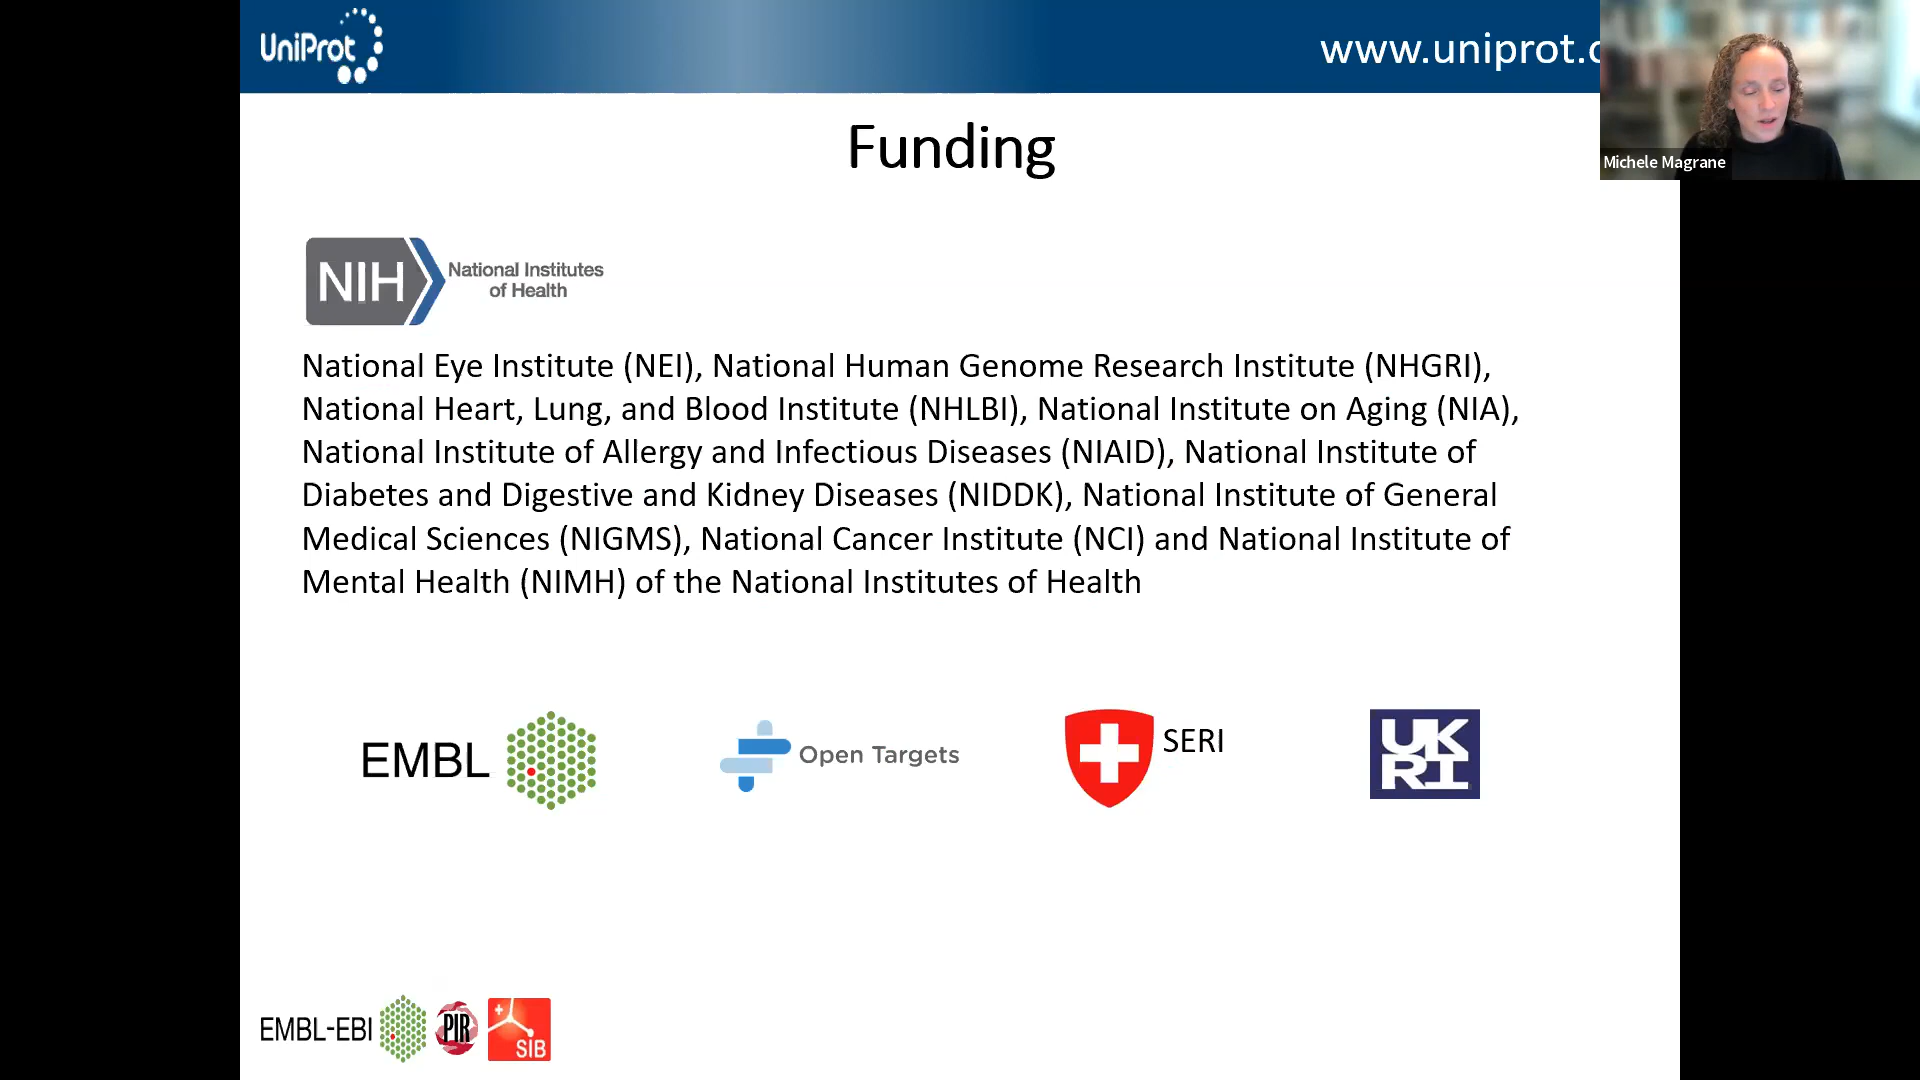 UniProt
www.uniprot.
Michele Magrane
Funding
NIH
National Institutes
of Health
National Eye Institute (NEI), National Human Genome Research Institute (NHGRI),
National Heart, Lung, and Blood Institute (NHLBI), National Institute on Aging (NIA),
National Institute of Allergy and Infectious Diseases (NIAID), National Institute of
Diabetes and Digestive and Kidney Diseases (NIDDK), National Institute of General
Medical Sciences (NIGMS), National Cancer Institute (NCI) and National Institute of
Mental Health (NIMH) of the National Institutes of Health
EMBL
Open Targets
SERI
UK
RI
EMBL-EBI
PIR
SIB